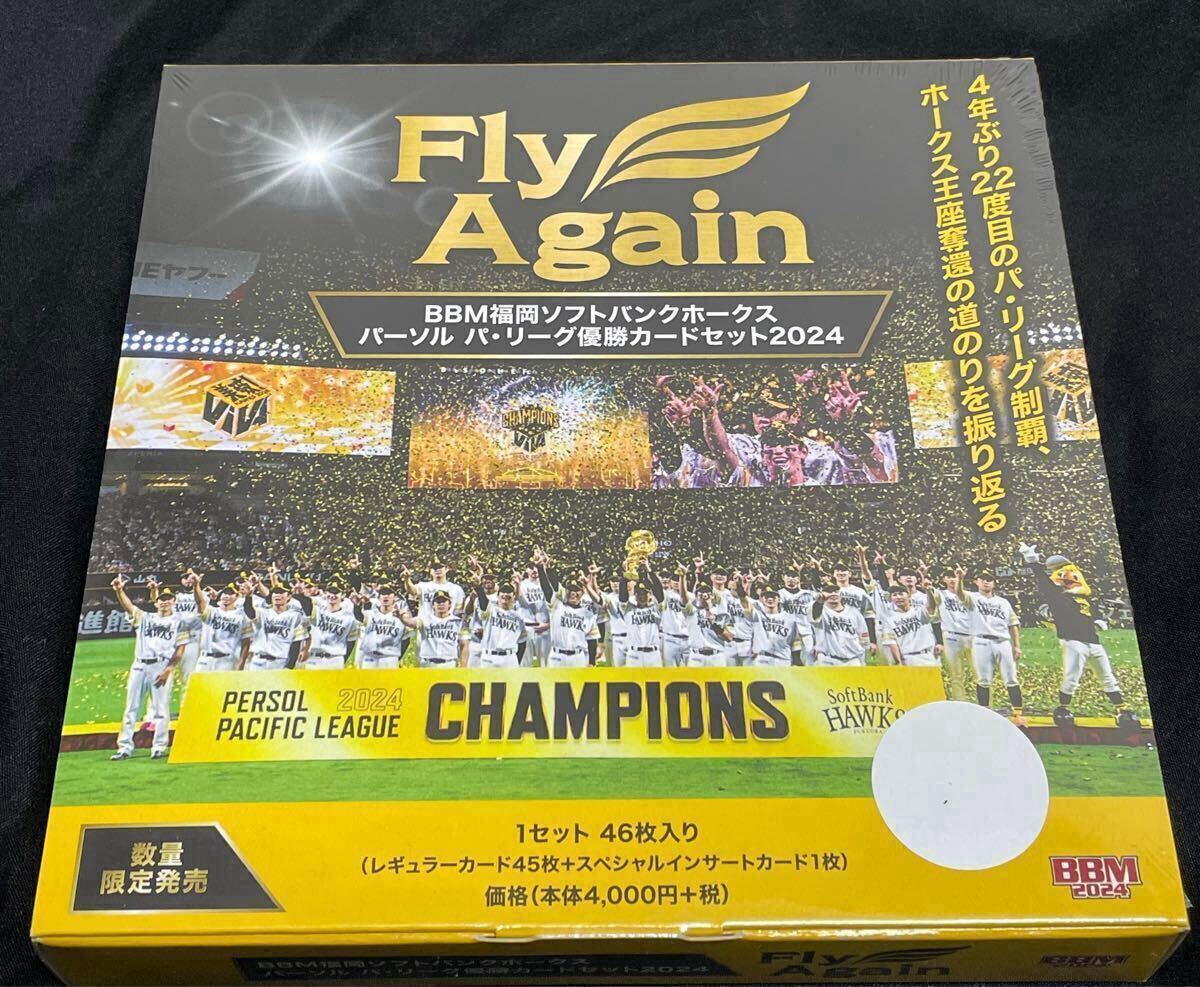 Fly
Again
4年ぶり22度目のパ・リーグ制覇、
ホークス王座奪還の道のりを振り返る
BBM福岡ソフトバンクホークス
パーソル パ・リーグ優勝カードセット2024
CHAMPIONS
PERSOL 2024
PACIFIC LEAGUE
CHAMPIONS
SoftBank
HAWKS
1セット 46枚入り
(レギュラーカード45枚+スペシャルインサートカード1枚)
価格(本体4,000円+税)
数量
限定発売
BBM
2024
BBM福岡ソフトバンクホークス
パーソル パ・リーグ優勝カードセット2024
Fly
Again
BBM